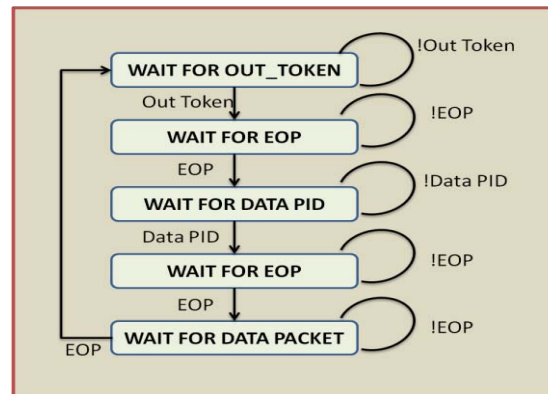 !Out Token
WAIT FOR OUT_TOKEN
Out Token
!EOP
WAIT FOR EOP
EOP
!Data PID
WAIT FOR DATA PID
Data PID
WAIT FOR EOP
!EOP
EOP
!EOP
WAIT FOR DATA PACKET
EOP